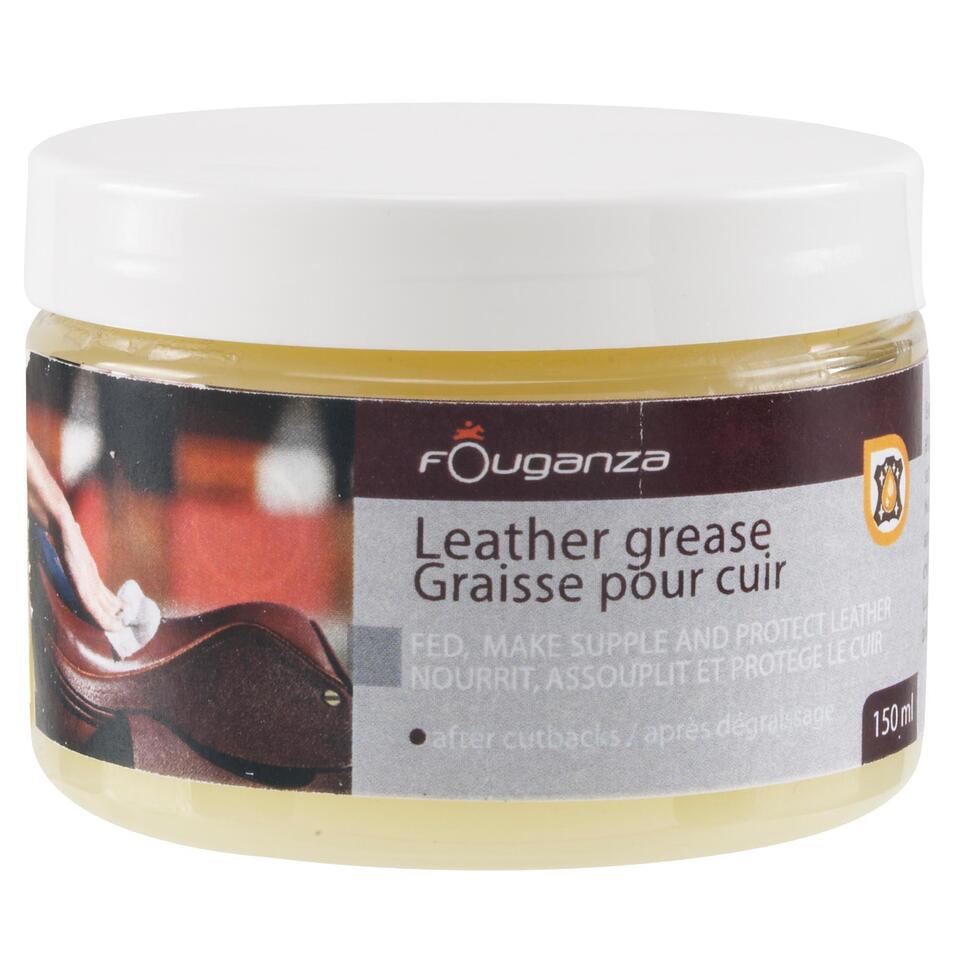 fOuganza
Leather grease
Graisse pour cuir
FED, MAKE SUPPLE AND PROTECT LEATHER
NOURRIT, ASSOUPLIT ET PROTEGE LE CUIR
• after cutbacks / après dégraissage
150 ml